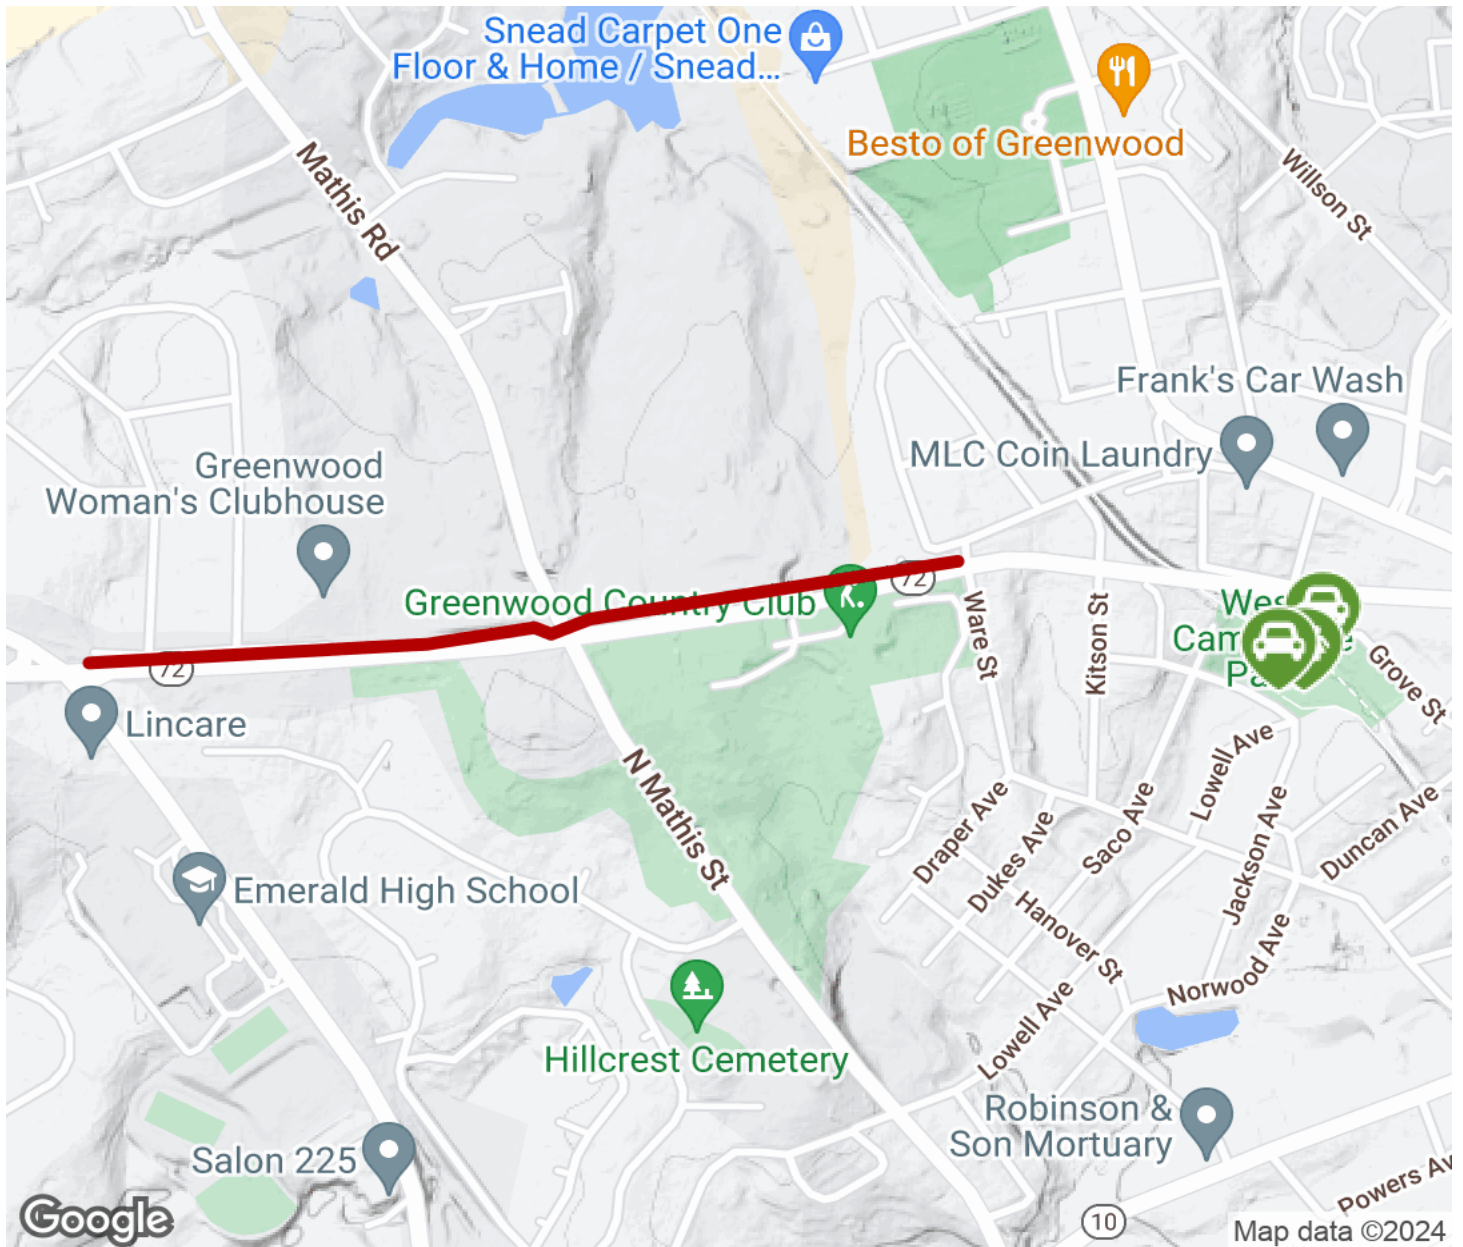 Snead Carpet One
Floor & Home / Snead...
Besto of Greenwood
Willson St
Mathis Rd
Frank's Car Wash
MLC Coin Laundry
Greenwood
Woman's Clubhouse
72
Greenwood Country Club
72
Ware St
Kitson St
Grove St
Lincare
N Mathis St
Lowell Ave
Draper Ave
Dukes Ave
Saco Ave
Jackson Ave
Duncan Ave
Emerald High School
Hanover St
Norwood Ave
Lowell Ave
Hillcrest Cemetery
Robinson &
Son Mortuary
Salon 225
Powers Av
10
Google
Map data ©2024